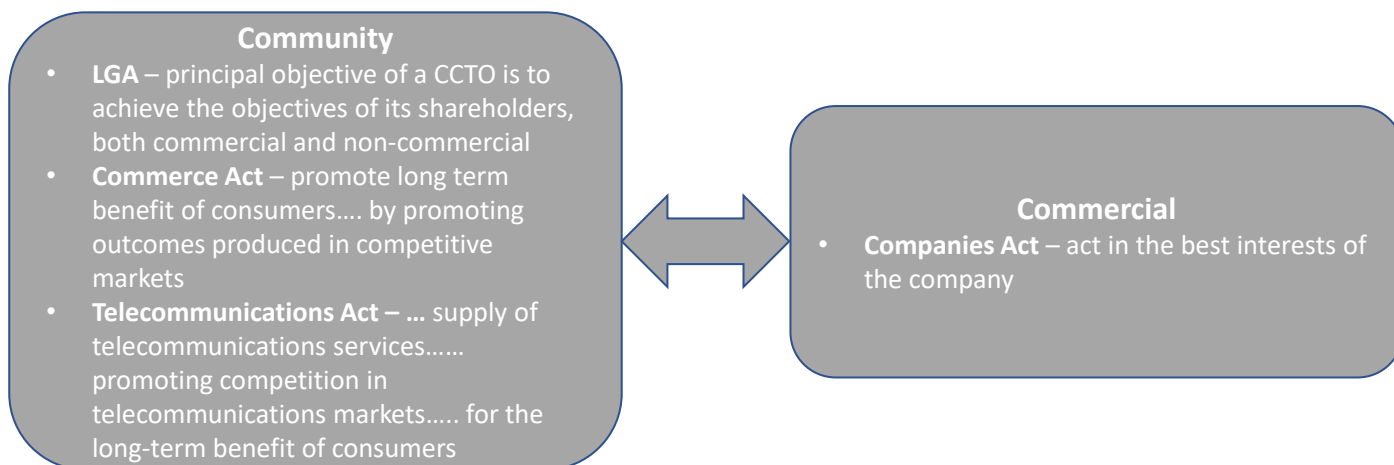 Community
• LGA – principal objective of a CCTO is to
achieve the objectives of its shareholders,
both commercial and non-commercial
• Commerce Act – promote long term
benefit of consumers…. by promoting
outcomes produced in competitive
markets
• Telecommunications Act – … supply of
telecommunications services……
promoting competition in
telecommunications markets….. for the
long-term benefit of consumers
Commercial
• Companies Act – act in the best interests of
the company